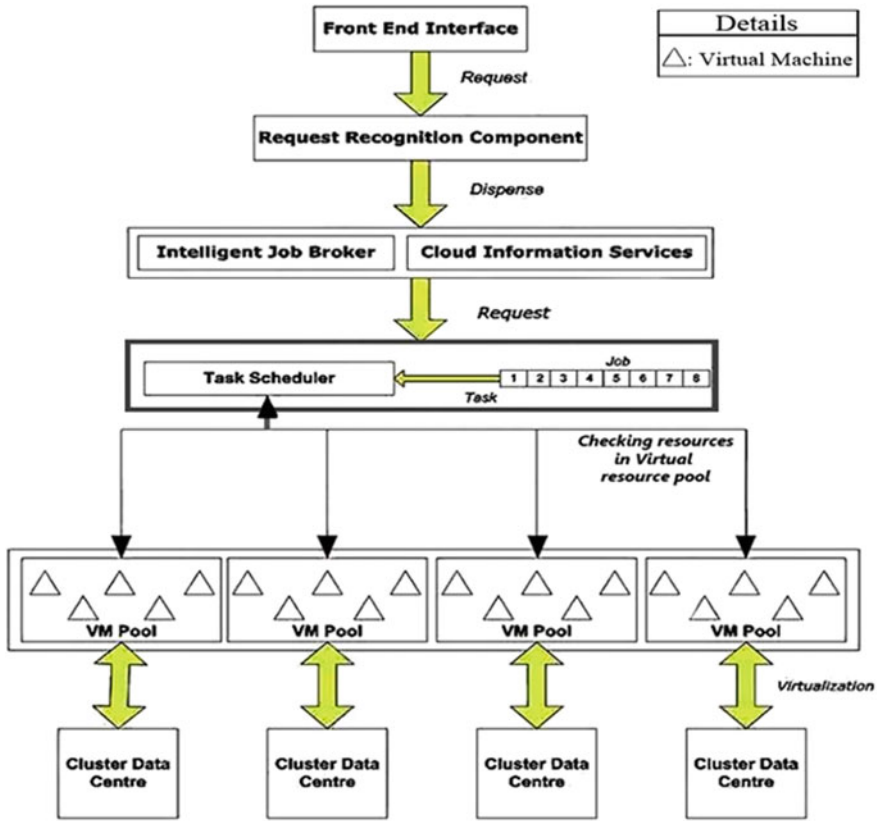 Front End Interface
Details
△: Virtual Machine
Request
Request Recognition Component
Dispense
Intelligent Job Broker
Cloud Information Services
Request
Task Scheduler
Job
1 2 3 4 5 6 7 8
Task
Checking resources
in Virtual
resource pool
VM Pool
VM Pool
VM Pool
VM Pool
Virtualization
Cluster Data
Centre
Cluster Data
Centre
Cluster Data
Centre
Cluster Data
Centre